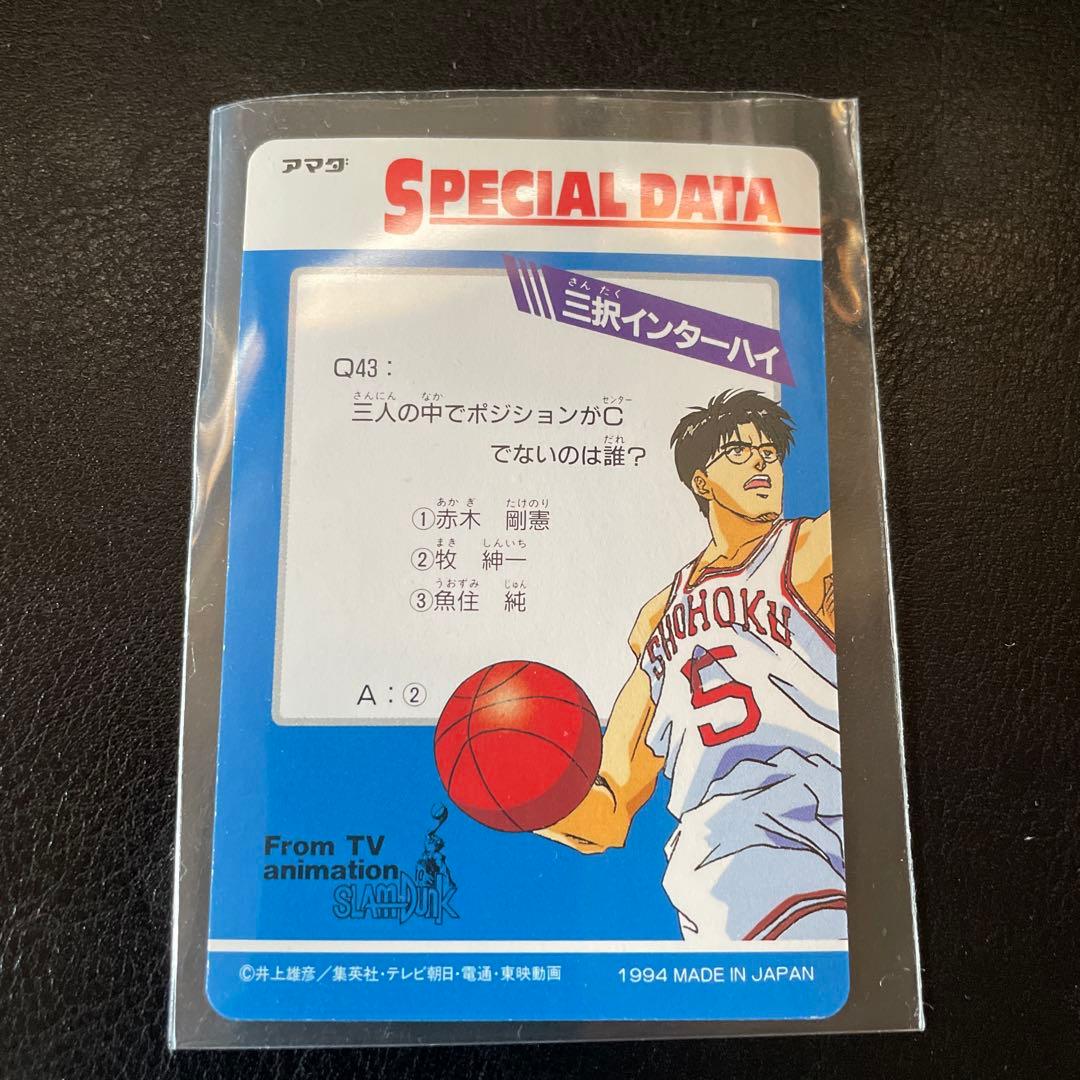 アマダ
SPECIAL DATA
さんたく
三択インターハイ
Q43:
さんにん なか センター
三人の中でポジションがC
だれ
でないのは誰？
あかぎ たけのり
①赤木 剛憲
まき しんいち
②牧 紳一
うおずみ じゅん
③魚住 純
A:②
SHOHOKU
5
From TV
animation
SLAM DUNK
©井上雄彦／集英社・テレビ朝日・電通・東映動画
1994 MADE IN JAPAN